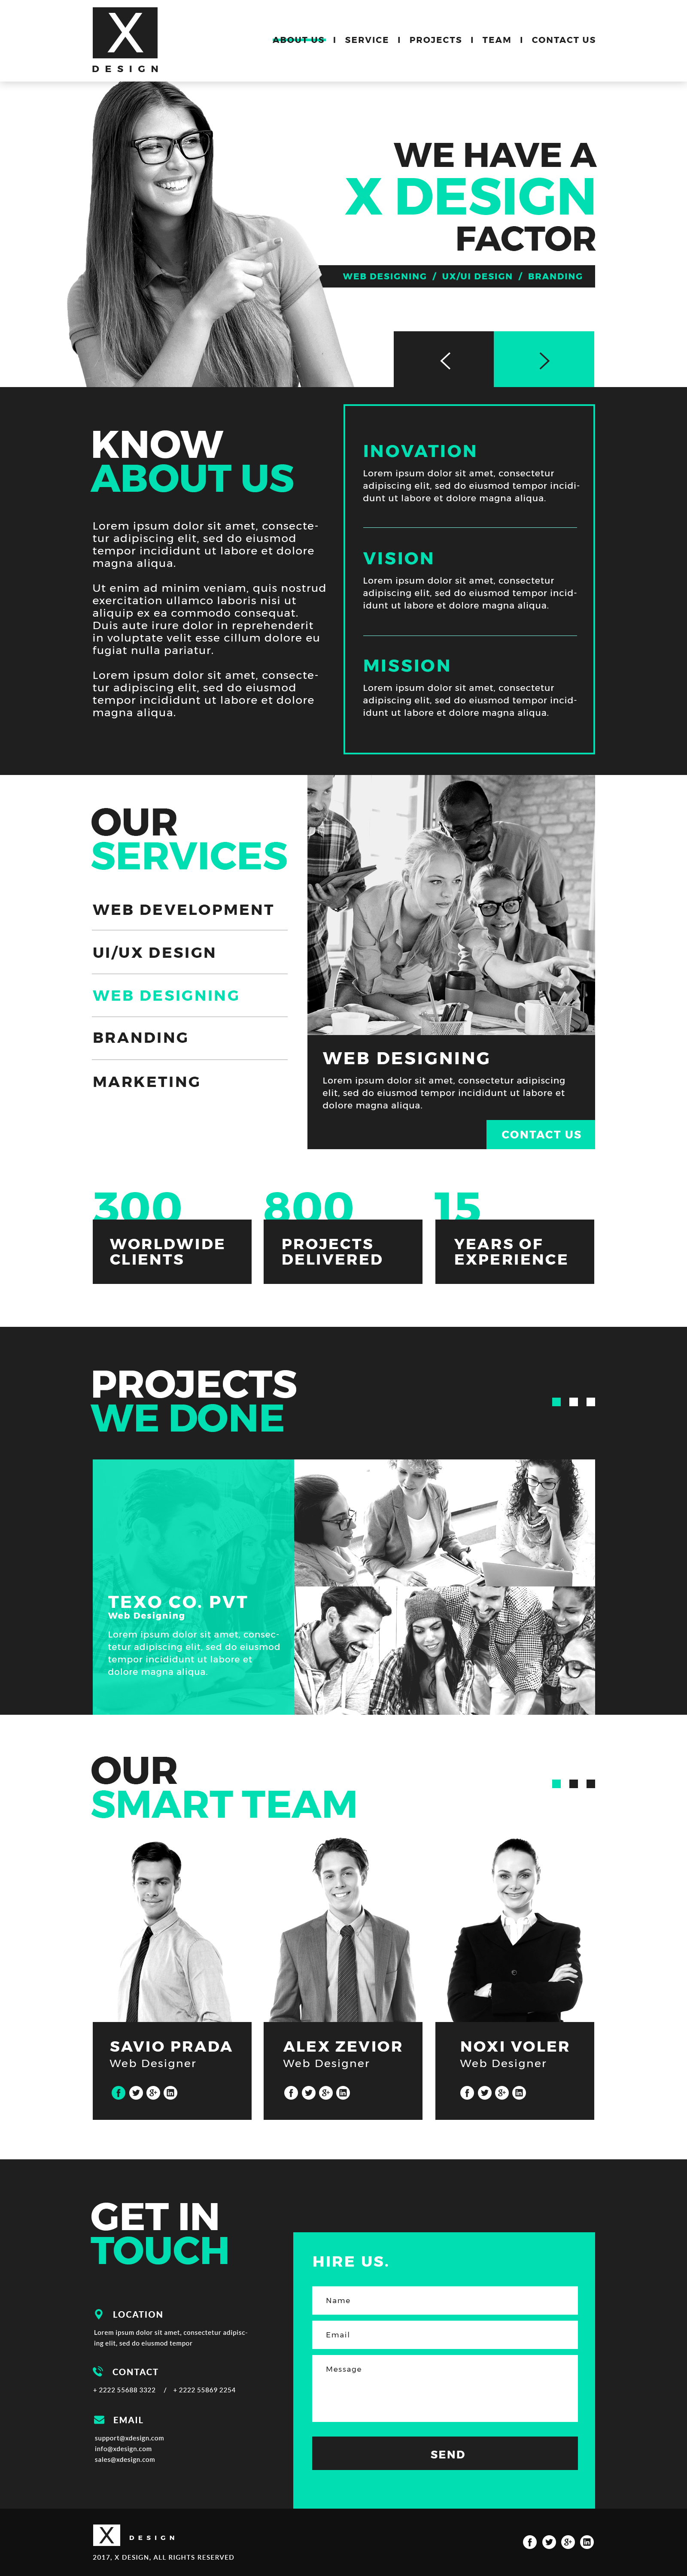 X
DESIGN
ABOUT US I SERVICE I PROJECTS I TEAM I CONTACT US
WE HAVE A
X DESIGN
FACTOR
WEB DESIGNING / UX/UI DESIGN / BRANDING
KNOW
ABOUT US
Lorem ipsum dolor sit amet, consecte-
tur adipiscing elit, sed do eiusmod
tempor incididunt ut labore et dolore
magna aliqua.
Ut enim ad minim veniam, quis nostrud
exercitation ullamco laboris nisi ut
aliquip ex ea commodo consequat.
Duis aute irure dolor in reprehenderit
in voluptate velit esse cillum dolore eu
fugiat nulla pariatur.
Lorem ipsum dolor sit amet, consecte-
tur adipiscing elit, sed do eiusmod
tempor incididunt ut labore et dolore
magna aliqua.
INOVATION
Lorem ipsum dolor sit amet, consectetur
adipiscing elit, sed do eiusmod tempor incidi-
dunt ut labore et dolore magna aliqua.
VISION
Lorem ipsum dolor sit amet, consectetur
adipiscing elit, sed do eiusmod tempor incid-
idunt ut labore et dolore magna aliqua.
MISSION
Lorem ipsum dolor sit amet, consectetur
adipiscing elit, sed do eiusmod tempor incid-
idunt ut labore et dolore magna aliqua.
OUR
SERVICES
WEB DEVELOPMENT
UI/UX DESIGN
WEB DESIGNING
BRANDING
MARKETING
WEB DESIGNING
Lorem ipsum dolor sit amet, consectetur adipiscing
elit, sed do eiusmod tempor incididunt ut labore et
dolore magna aliqua.
CONTACT US
300
WORLDWIDE
CLIENTS
800
PROJECTS
DELIVERED
15
YEARS OF
EXPERIENCE
PROJECTS
WE DONE
TEXO CO. PVT
Web Designing
Lorem ipsum dolor sit amet, consec-
tetur adipiscing elit, sed do eiusmod
tempor incididunt ut labore et
dolore magna aliqua.
OUR
SMART TEAM
SAVIO PRADA
Web Designer
ALEX ZEVIOR
Web Designer
NOXI VOLER
Web Designer
GET IN
TOUCH
LOCATION
Lorem ipsum dolor sit amet, consectetur adipisc-
ing elit, sed do eiusmod tempor
CONTACT
+ 2222 55688 3322 / + 2222 55869 2254
EMAIL
support@xdesign.com
info@xdesign.com
sales@xdesign.com
HIRE US.
Name
Email
Message
SEND
X DESIGN
2017, X DESIGN, ALL RIGHTS RESERVED